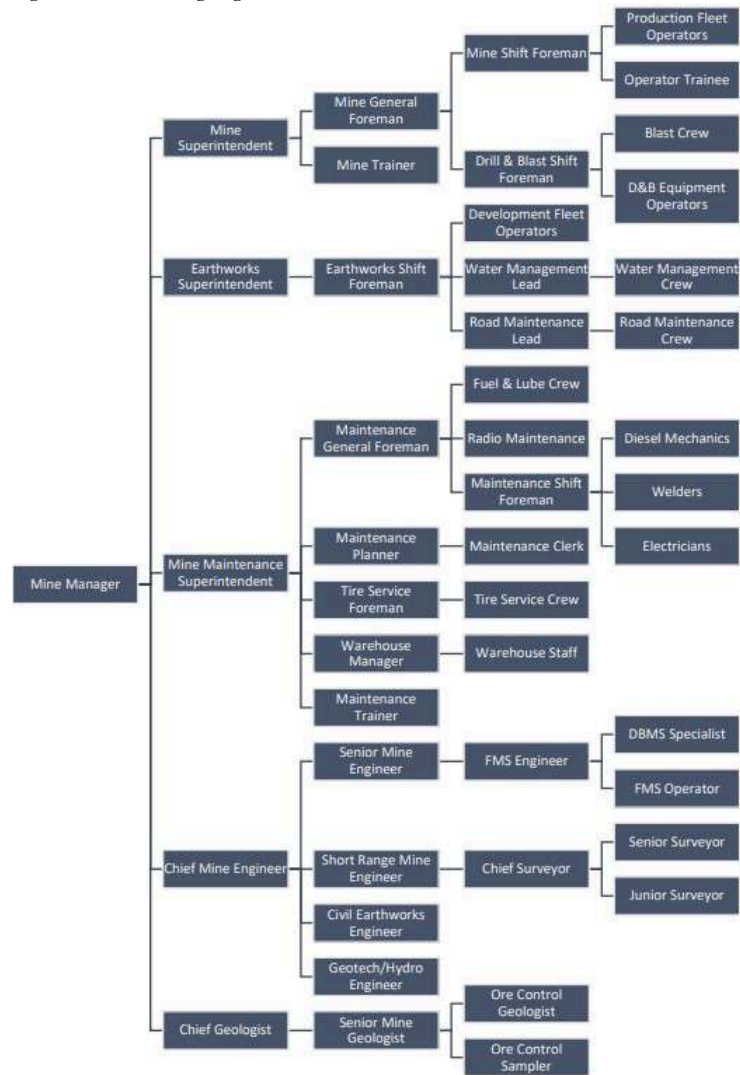 Production Fleet
Operators
Mine Shift Foreman
Operator Trainee
Mine General
Foreman
Mine
Superintendent
Blast Crew
Mine Trainer
Drill & Blast Shift
Foreman
D&B Equipment
Operators
Development Fleet
Operators
Earthworks
Superintendent
Earthworks Shift
Foreman
Water Management
Lead
Water Management
Crew
Road Maintenance
Lead
Road Maintenance
Crew
Fuel & Lube Crew
Maintenance
General Foreman
Radio Maintenance
Diesel Mechanics
Maintenance Shift
Foreman
Welders
Mine Manager
Mine Maintenance
Superintendent
Maintenance
Planner
Maintenance Clerk
Electricians
Tire Service
Foreman
Tire Service Crew
Warehouse
Manager
Warehouse Staff
Maintenance
Trainer
DBMS Specialist
Senior Mine
Engineer
FMS Engineer
FMS Operator
Senior Surveyor
Chief Mine Engineer
Short Range Mine
Engineer
Chief Surveyor
Junior Surveyor
Civil Earthworks
Engineer
Geotech/Hydro
Engineer
Ore Control
Geologist
Chief Geologist
Senior Mine
Geologist
Ore Control
Sampler